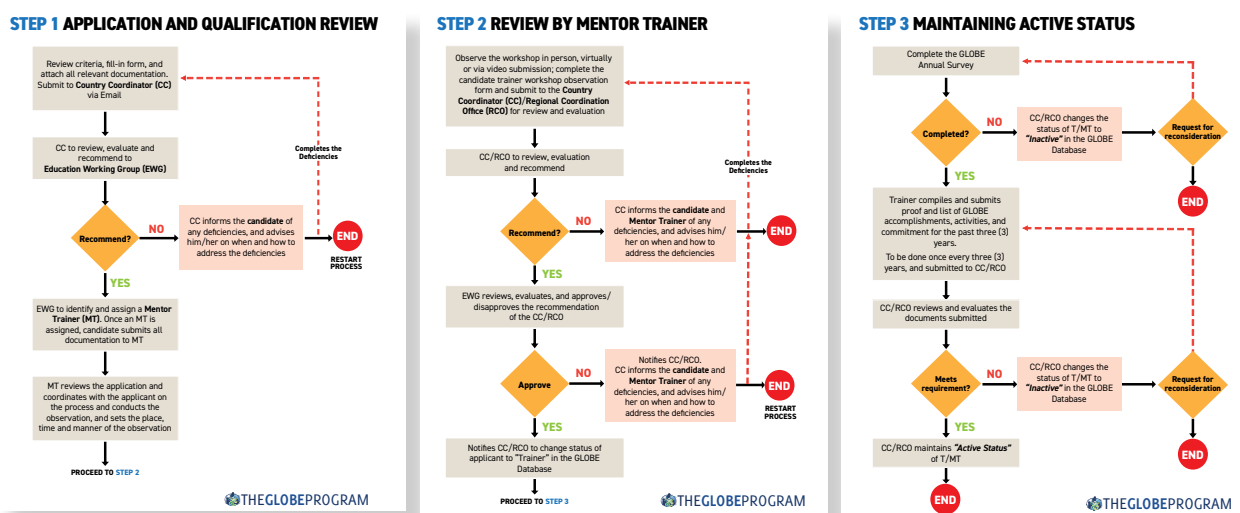 STEP 1 APPLICATION AND QUALIFICATION REVIEW
Review criteria, fill-in form, and
attach all relevant documentation.
Submit to Country Coordinator (CC)
via Email
CC to review, evaluate and
recommend to
Education Working Group (EWG)
Completes the
Deficiencies
Recommend?
NO
CC informs the candidate of
any deficiencies, and advises
him/her on when and how to
address the deficiencies
END
RESTART
PROCESS
YES
EWG to identify and assign a Mentor
Trainer (MT). Once an MT is
assigned, candidate submits all
documentation to MT
MT reviews the application and
coordinates with the applicant on
the process and conducts the
observation, and sets the place,
time and manner of the observation
PROCEED TO STEP 2
THEGLOBEPROGRAM
STEP 2 REVIEW BY MENTOR TRAINER
Observe the workshop in person, virtually
or via video submission; complete the
candidate trainer workshop observation
form and submit to the Country
Coordinator (CC)/Regional Coordination
Office (RCO) for review and evaluation
CC/RCO to review, evaluation
and recommend
Completes the
Deficiencies
Recommend?
NO
CC informs the candidate and
Mentor Trainer of any
deficiencies, and advises him/
her on when and how to
address the deficiencies
END
YES
EWG reviews, evaluates, and approves/
disapproves the recommendation
of the CC/RCO
Approve
NO
Notifies CC/RCO.
CC informs the candidate and
Mentor Trainer of any
deficiencies, and advises him/
her on when and how to
address the deficiencies
END
RESTART
PROCESS
YES
Notifies CC/RCO to change status of
applicant to "Trainer" in the GLOBE
Database
PROCEED TO STEP 3
THEGLOBEPROGRAM
STEP 3 MAINTAINING ACTIVE STATUS
Complete the GLOBE
Annual Survey
Completed?
NO
CC/RCO changes the
status of T/MT to
"Inactive" in the GLOBE
Database
Request for
reconsideration
END
YES
Trainer compiles and submits
proof and list of GLOBE
accomplishments, activities, and
commitment for the past three (3)
years.
To be done once every three (3)
years, and submitted to CC/RCO
CC/RCO reviews and evaluates the
documents submitted
Meets
requirement?
NO
CC/RCO changes the
status of T/MT to
"Inactive" in the GLOBE
Database
Request for
reconsideration
END
YES
CC/RCO maintains "Active Status"
of T/MT
END
THEGLOBEPROGRAM